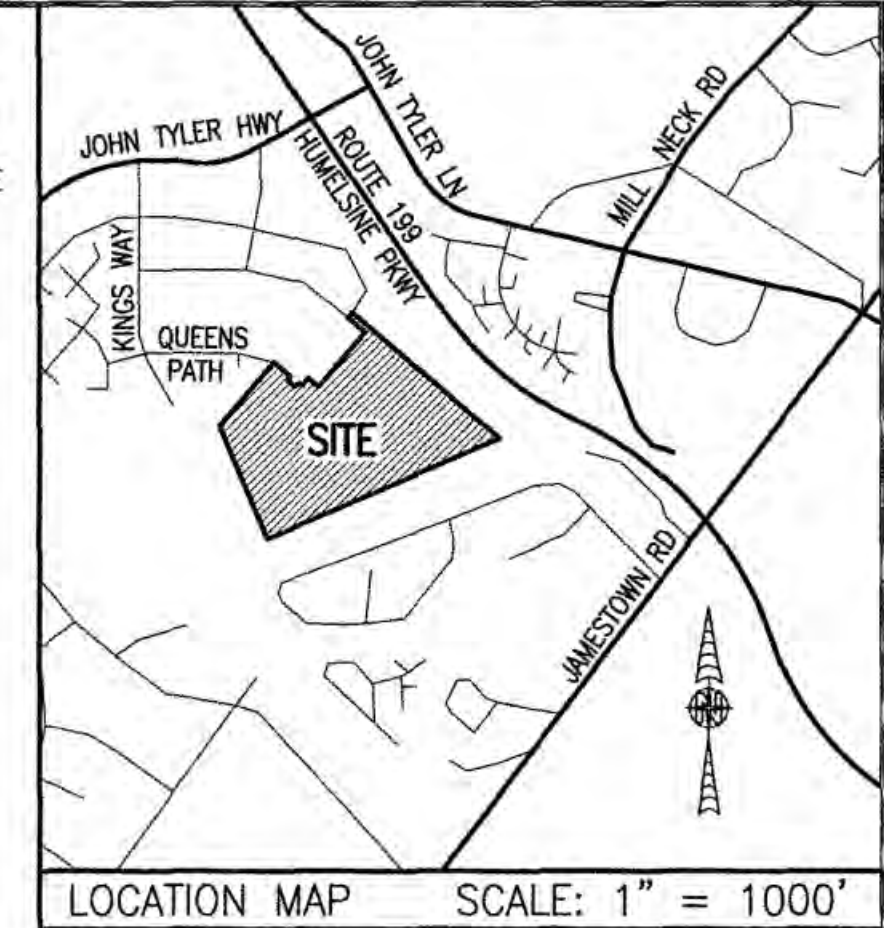 JOHN TYLER HWY
JOHN TYLER LN
ROUTE 199
HUMELSINE PKWY
MILL NECK RD
KINGS WAY
QUEENS
PATH
SITE
JAMESTOWN RD
LOCATION MAP SCALE: 1" = 1000'